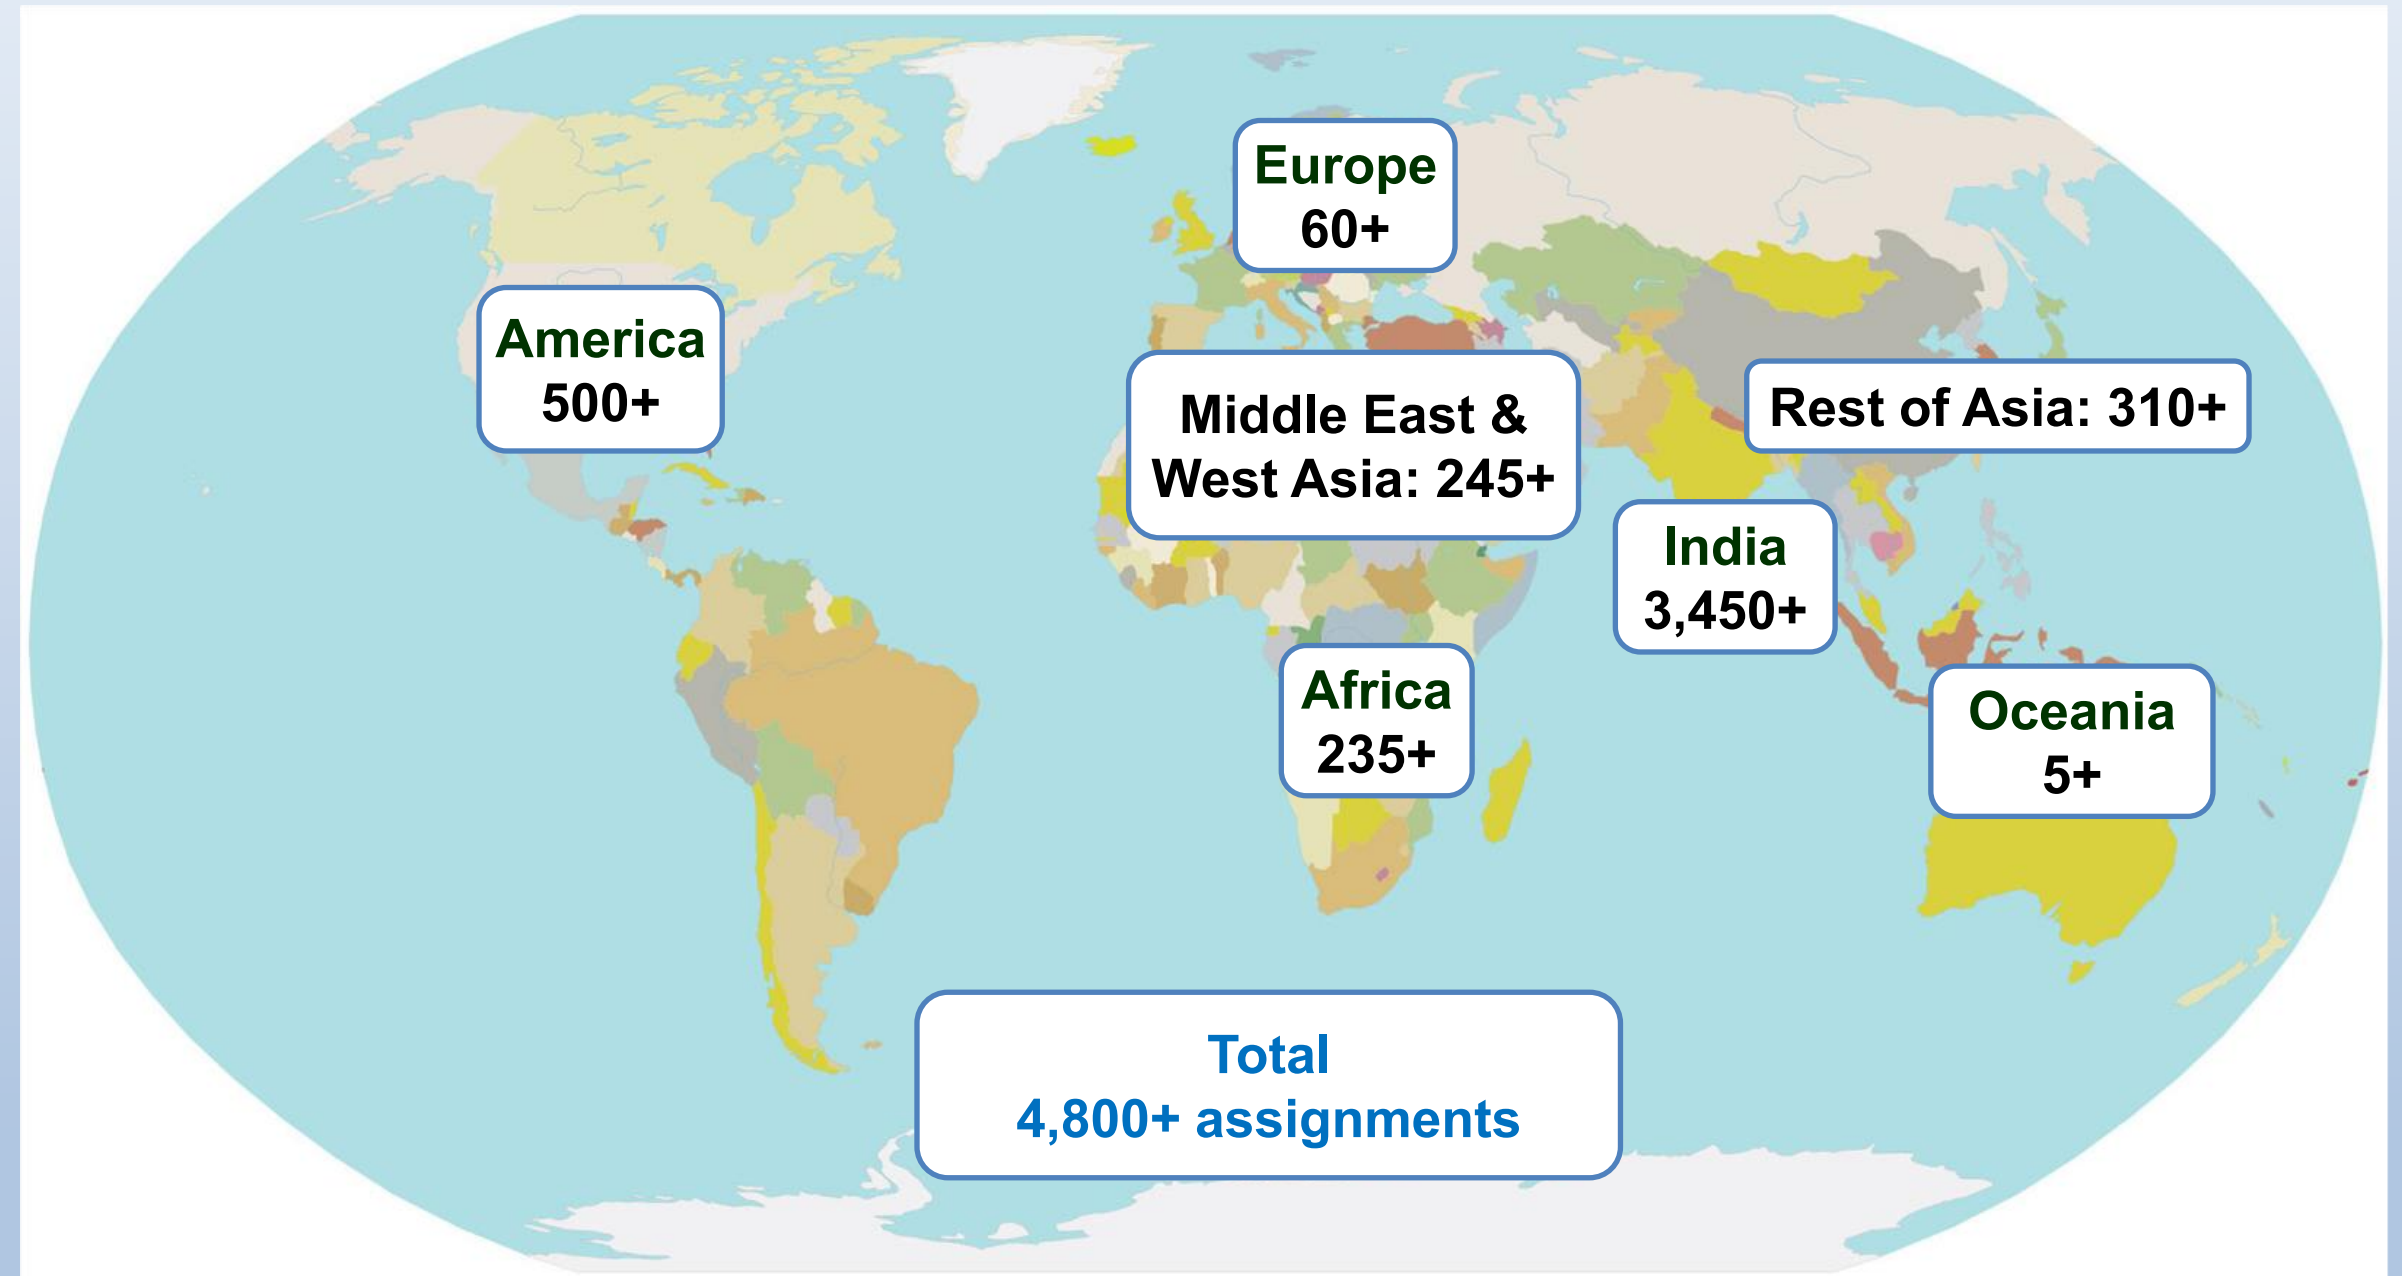 Europe
60+
America
500+
Middle East &
West Asia: 245+
Rest of Asia: 310+
India
3,450+
Africa
235+
Oceania
5+
Total
4,800+ assignments